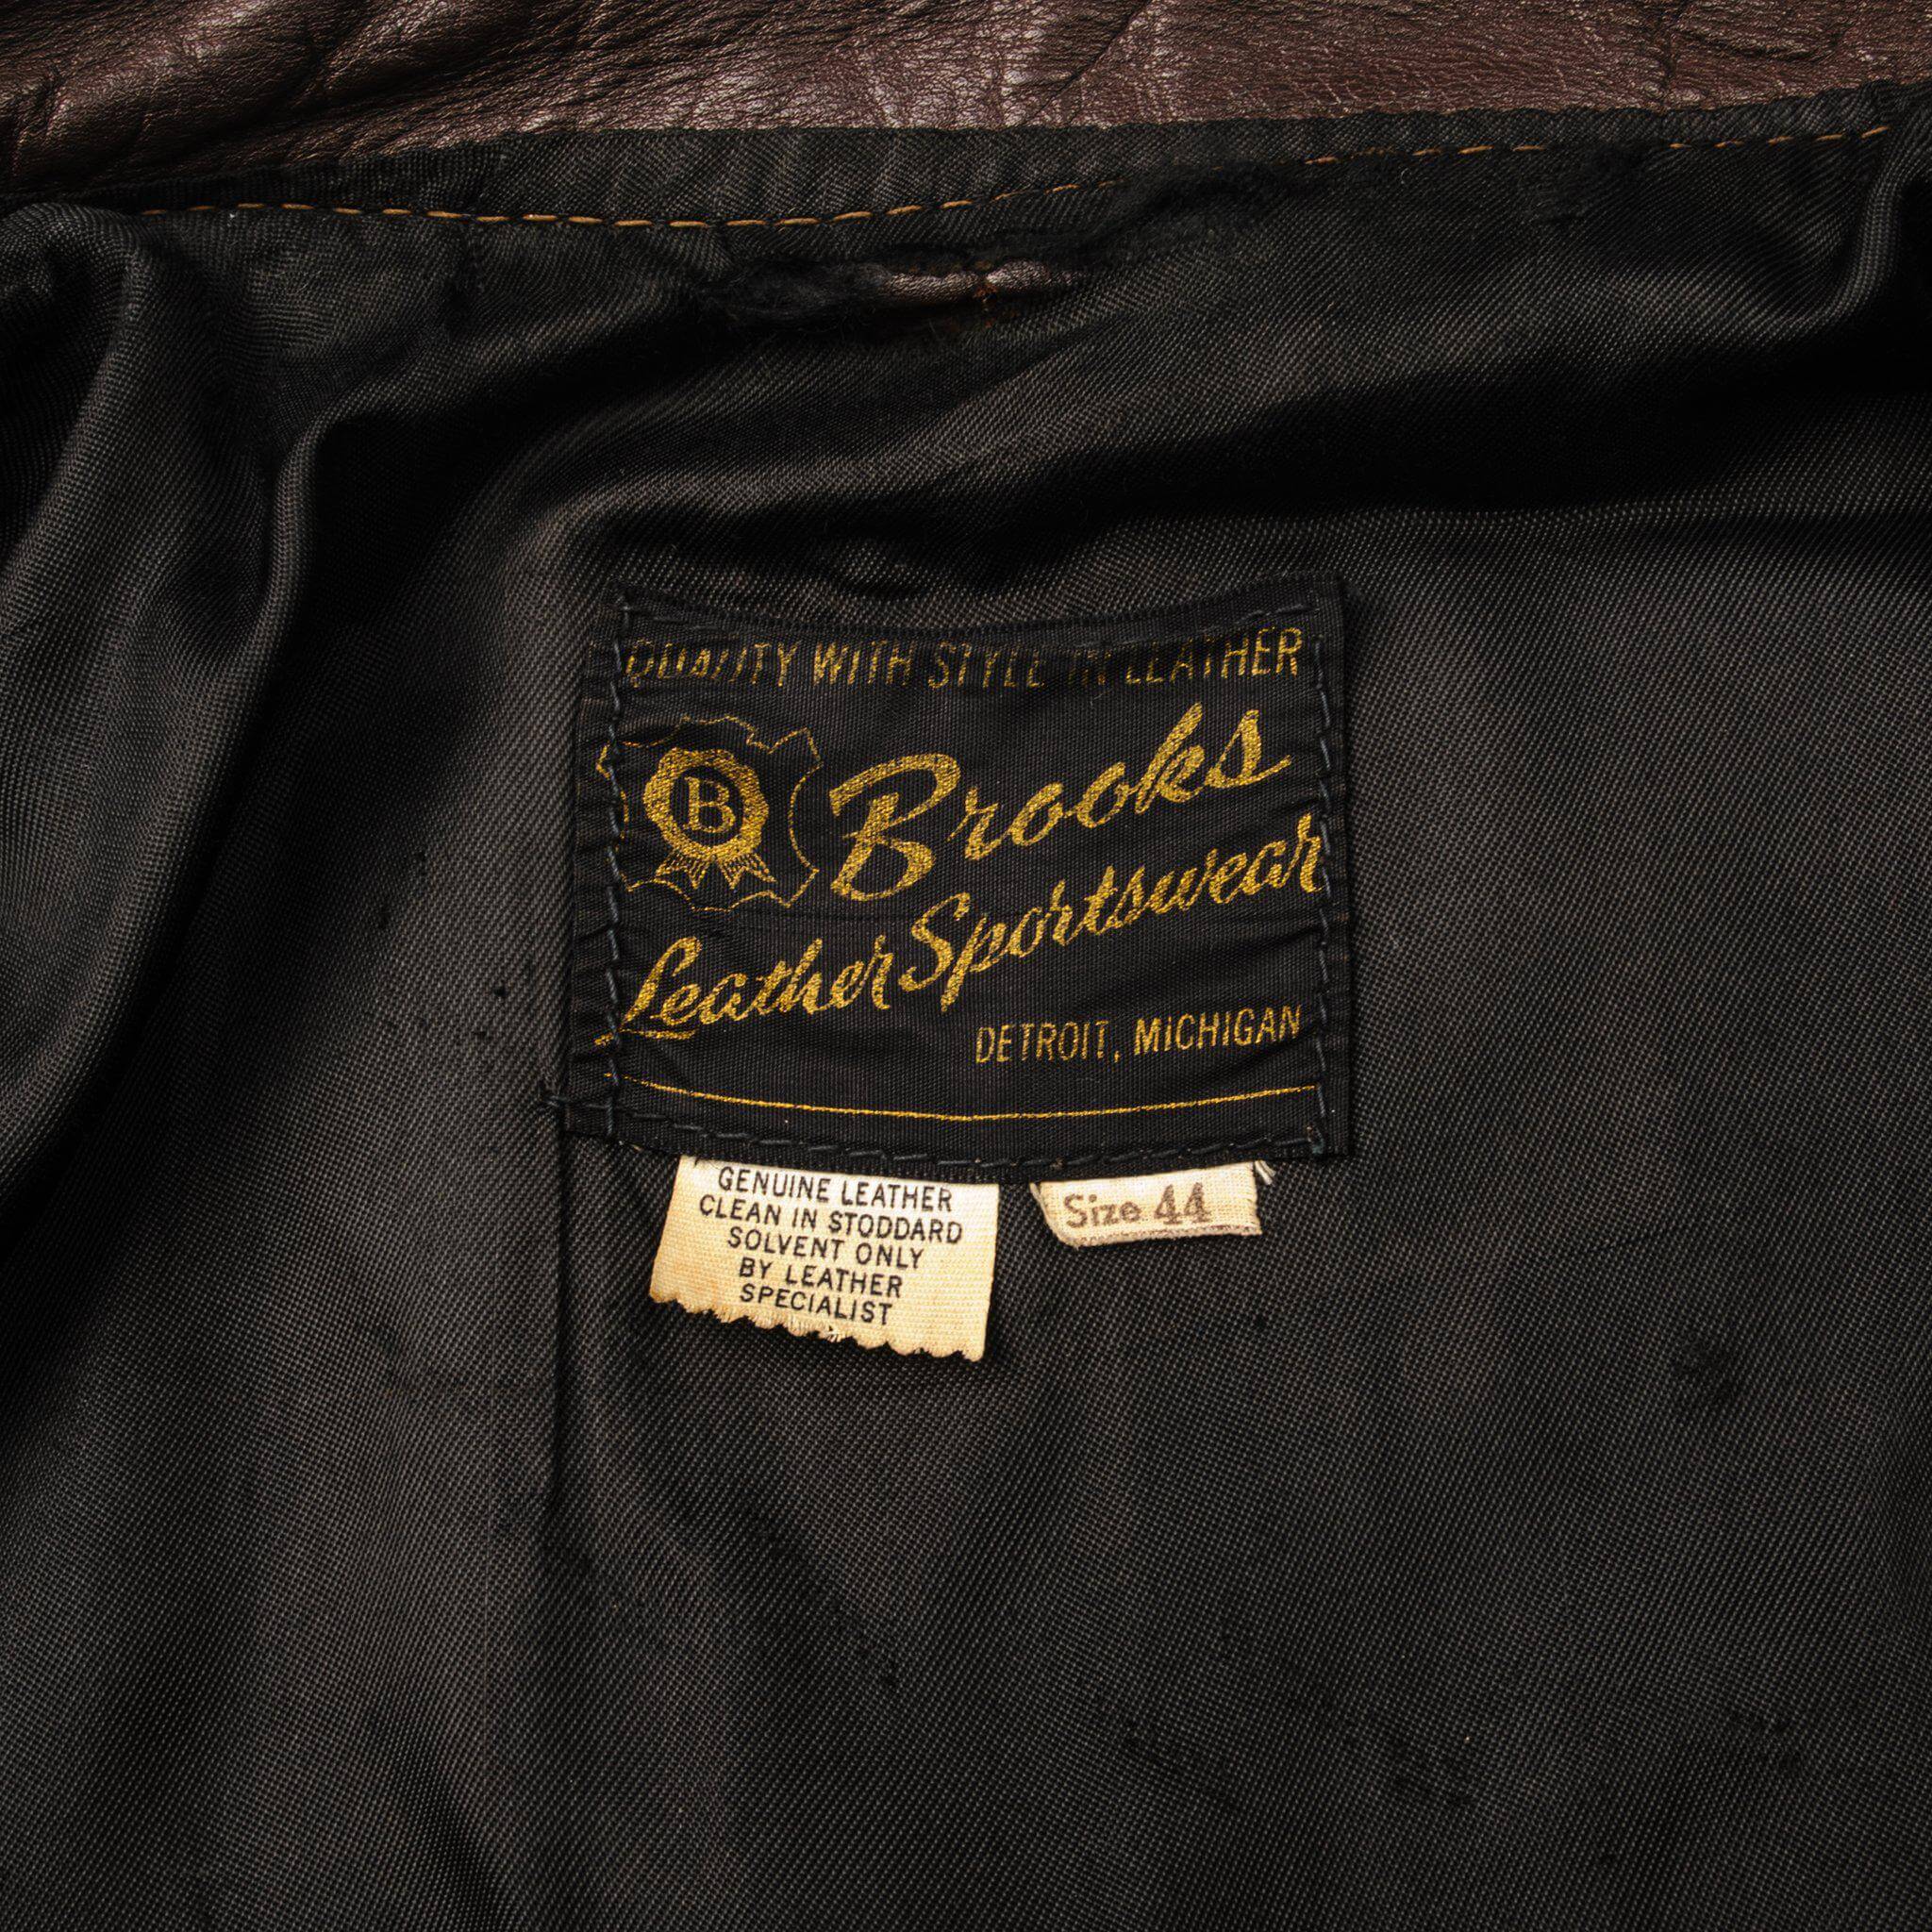 QUALITY WITH STYLE IN LEATHER
B
Brooks
Leather Sportswear
DETROIT, MICHIGAN
GENUINE LEATHER
CLEAN IN STODDARD
SOLVENT ONLY
BY LEATHER
SPECIALIST
Size 44